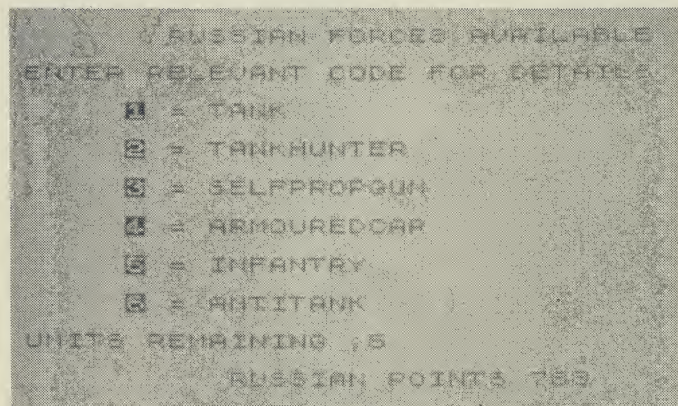 RUSSIAN FORCES AVAILABLE
ENTER RELEVANT CODE FOR DETAILS
1 = TANK
2 = TANKHUNTER
3 = SELFPROPGUN
4 = ARMOUREDCAR
5 = INFANTRY
6 = ANTITANK
UNITS REMAINING ;5
RUSSIAN POINTS